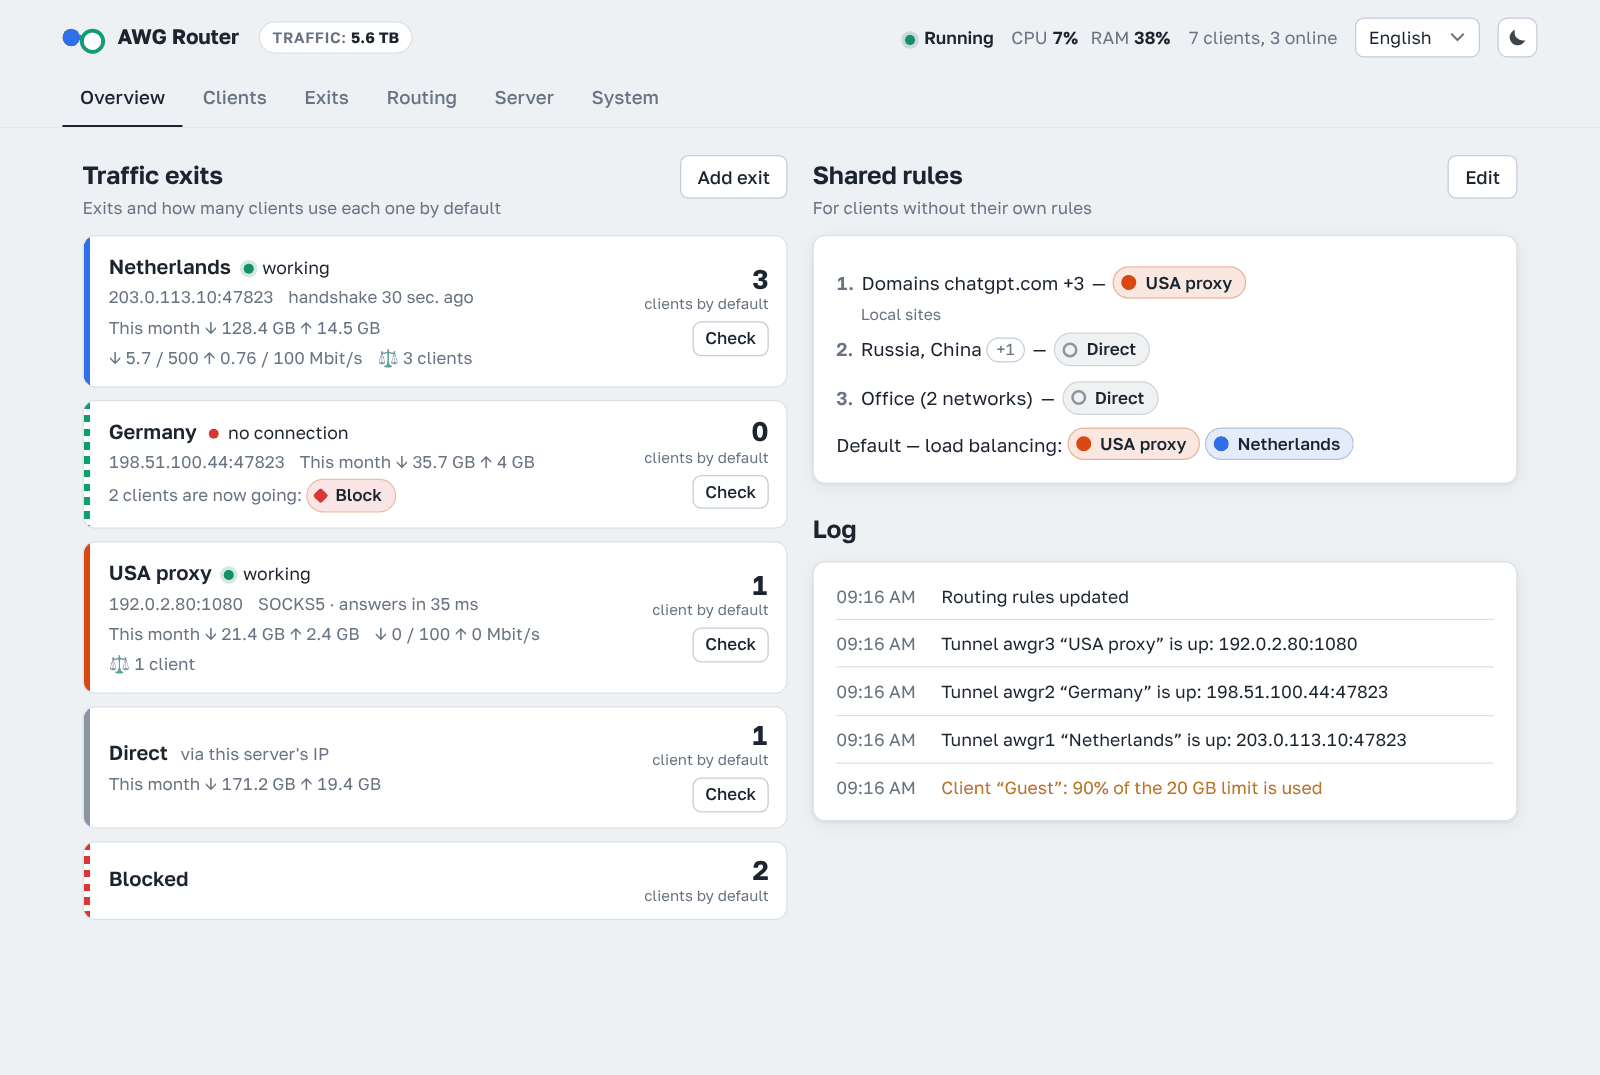 AWG Router
TRAFFIC: 5.6 TB
Running CPU 7% RAM 38% 7 clients, 3 online
English
Overview Clients Exits Routing Server System
Traffic exits
Add exit
Exits and how many clients use each one by default
Netherlands working
203.0.113.10:47823 handshake 30 sec. ago
This month ↓ 128.4 GB ↑ 14.5 GB
↓ 5.7 / 500 ↑ 0.76 / 100 Mbit/s ⚖ 3 clients
3
clients by default
Check
Germany no connection
198.51.100.44:47823 This month ↓ 35.7 GB ↑ 4 GB
2 clients are now going: Block
0
clients by default
Check
USA proxy working
192.0.2.80:1080 SOCKS5 · answers in 35 ms
This month ↓ 21.4 GB ↑ 2.4 GB ↓ 0 / 100 ↑ 0 Mbit/s
⚖ 1 client
1
client by default
Check
Direct via this server's IP
This month ↓ 171.2 GB ↑ 19.4 GB
1
client by default
Check
Blocked
2
clients by default
Shared rules
Edit
For clients without their own rules
1. Domains chatgpt.com +3 — USA proxy
Local sites
2. Russia, China +1 — Direct
3. Office (2 networks) — Direct
Default — load balancing: USA proxy Netherlands
Log
09:16 AM Routing rules updated
09:16 AM Tunnel awgr3 “USA proxy” is up: 192.0.2.80:1080
09:16 AM Tunnel awgr2 “Germany” is up: 198.51.100.44:47823
09:16 AM Tunnel awgr1 “Netherlands” is up: 203.0.113.10:47823
09:16 AM Client “Guest”: 90% of the 20 GB limit is used